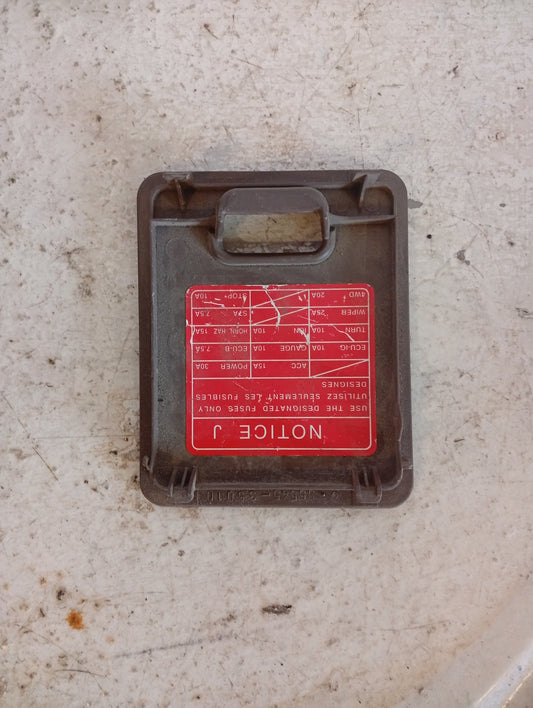 NOTICE J
USE THE DESIGNATED FUSES ONLY
UTILISEZ SEULEMENT LES FUSIBLES
DESIGNES
ACC 15A POWER 30A
ECU-IG 10A GAUGE 10A ECU-B 7.5A
TURN 10A IGN 10A HORN, HAZ 15A
WIPER 25A STA 7.5A
4WD 20A STOP 10A